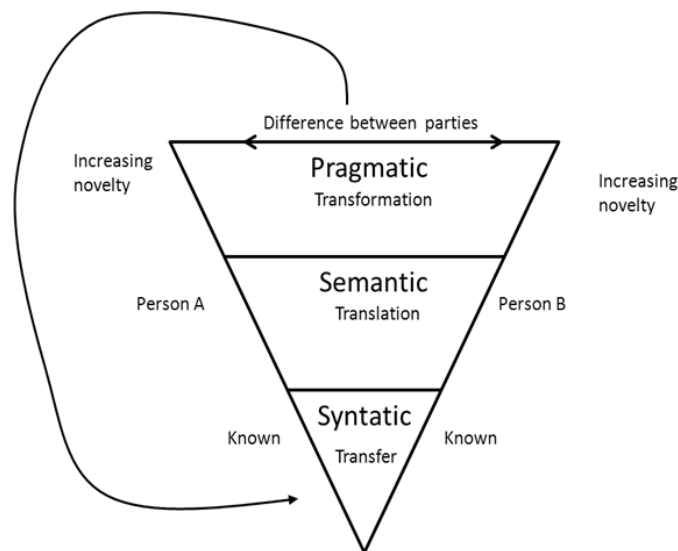 Difference between parties
Increasing
novelty
Pragmatic
Transformation
Increasing
novelty
Semantic
Translation
Person A
Person B
Syntatic
Known
Known
Transfer